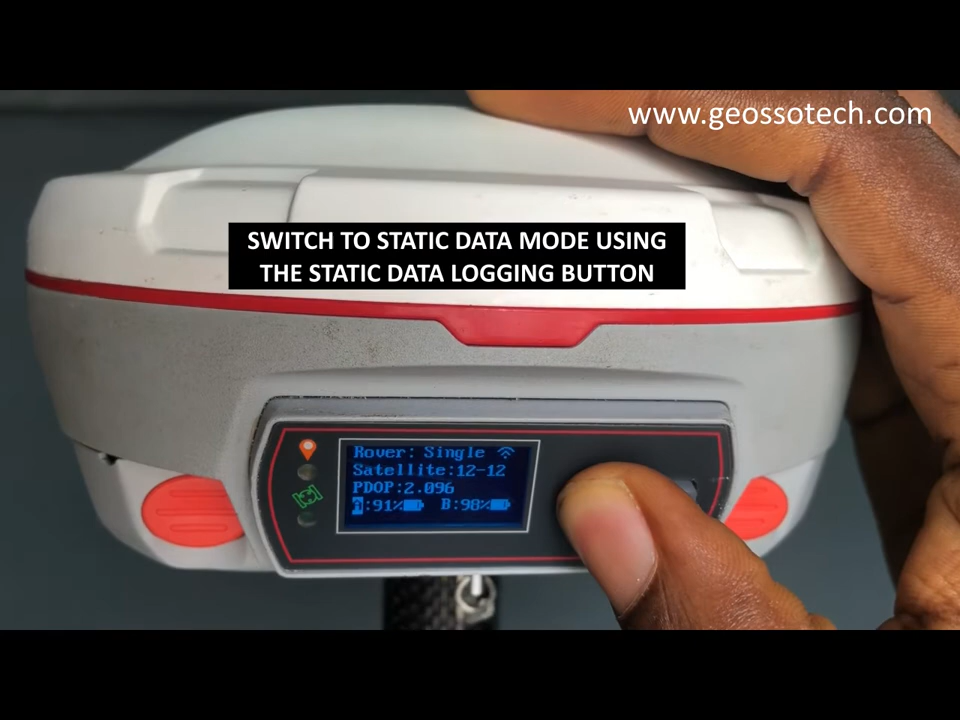 www.geossotech.com
SWITCH TO STATIC DATA MODE USING
THE STATIC DATA LOGGING BUTTON
Rover: Single
Satellite:12-12
PDOP:2.096
A:91% B:98%